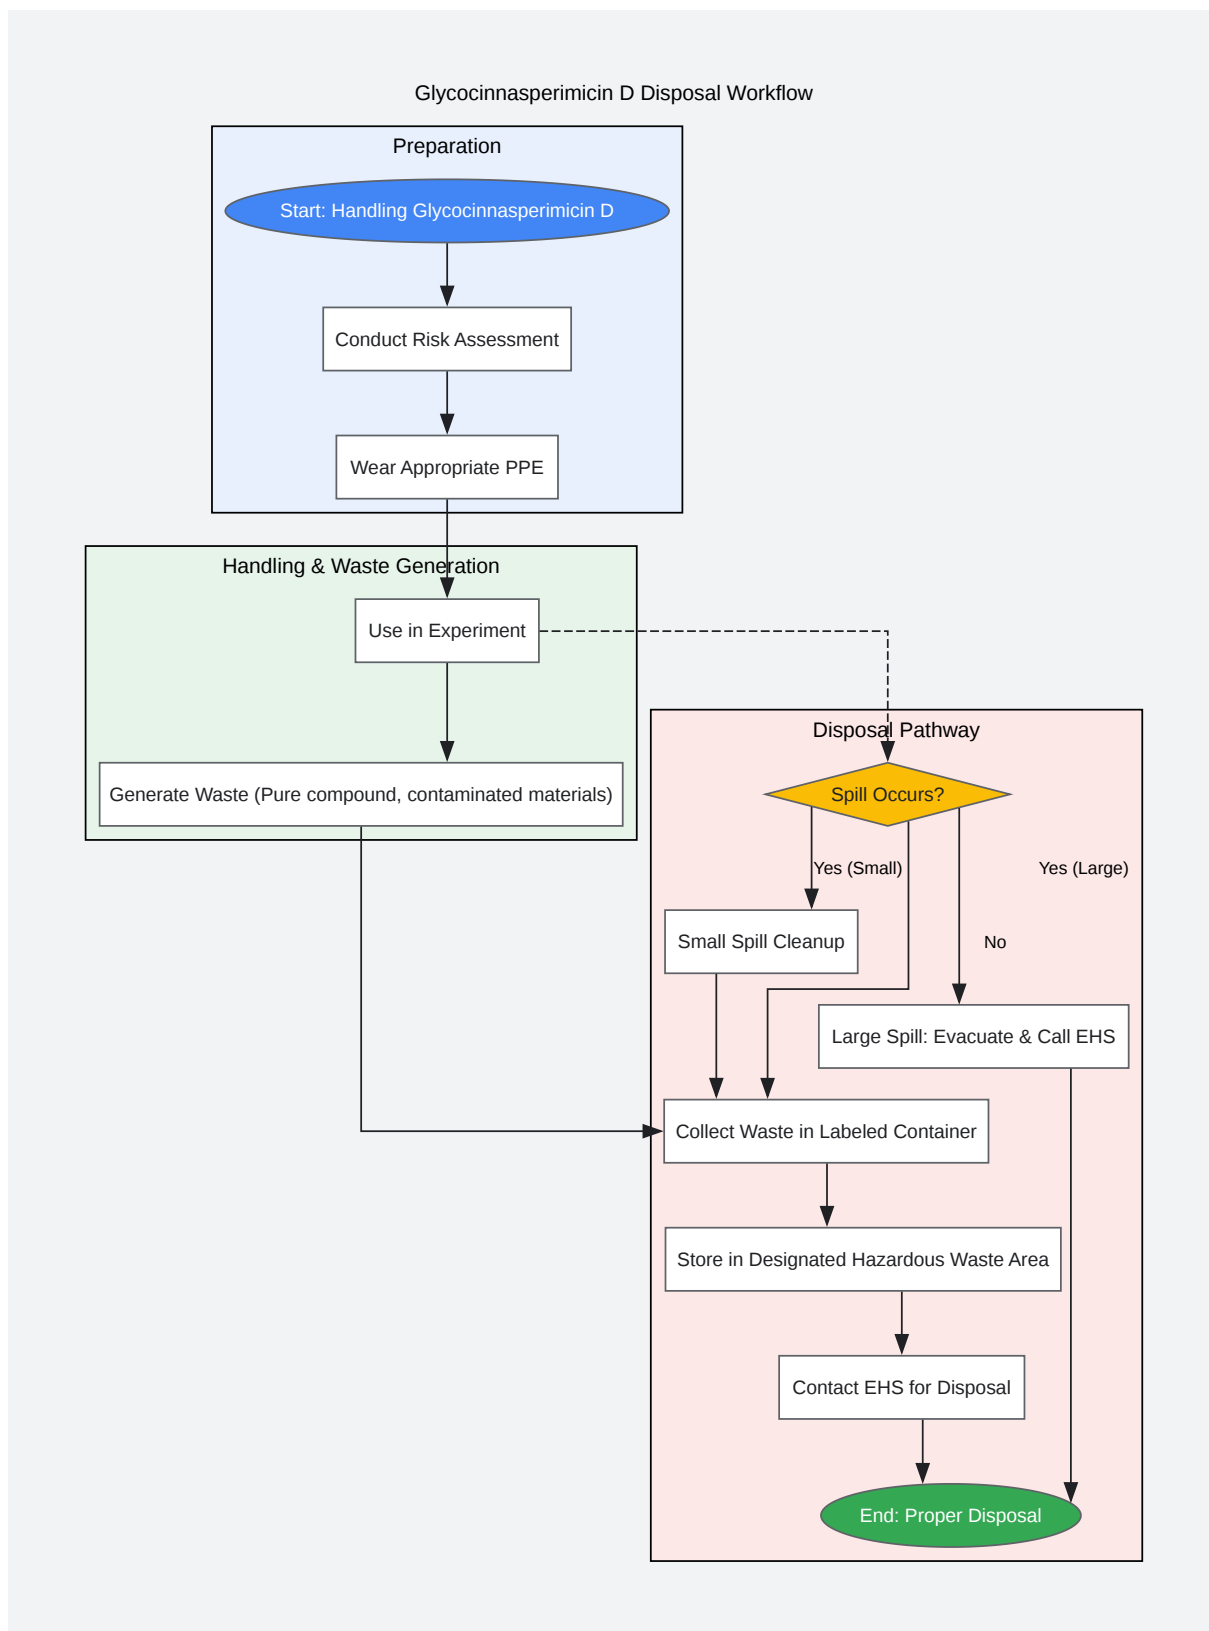 Glycocinnasperimicin D Disposal Workflow
Preparation
Start: Handling Glycocinnasperimicin D
Conduct Risk Assessment
Wear Appropriate PPE
Handling & Waste Generation
Use in Experiment
Generate Waste (Pure compound, contaminated materials)
Disposal Pathway
Spill Occurs?
Yes (Small)
Yes (Large)
Small Spill Cleanup
No
Large Spill: Evacuate & Call EHS
Collect Waste in Labeled Container
Store in Designated Hazardous Waste Area
Contact EHS for Disposal
End: Proper Disposal